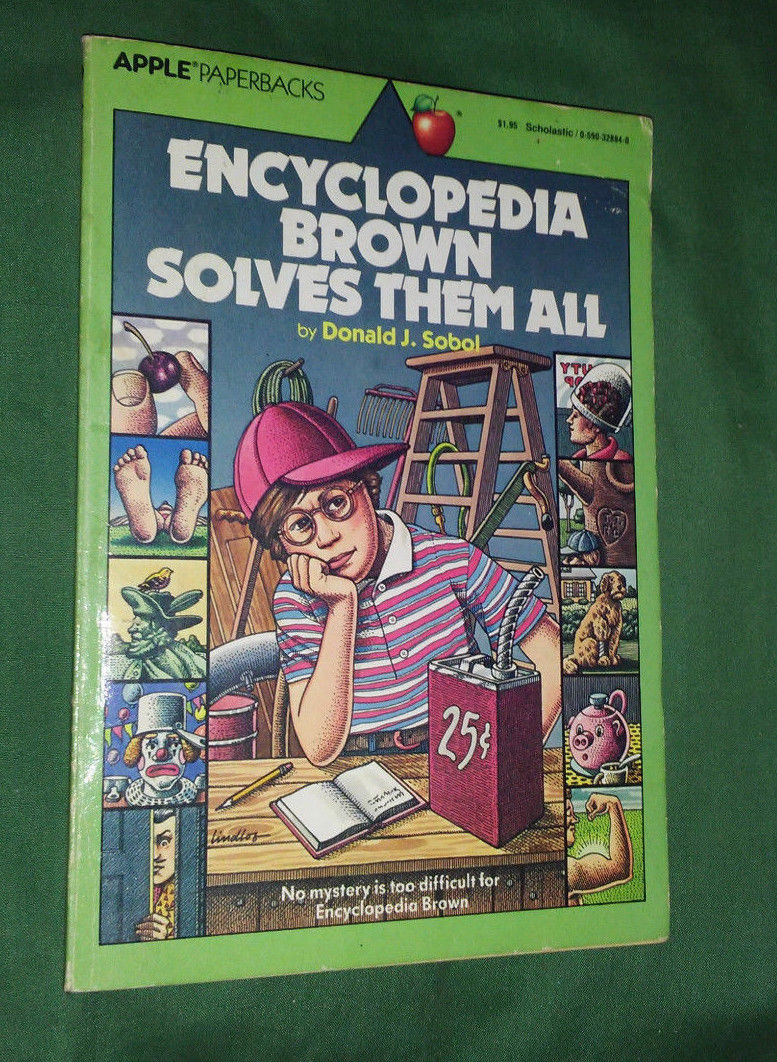 APPLE® PAPERBACKS
®
$1.95 Scholastic / 0-590-32884-0
ENCYCLOPEDIA
BROWN
SOLVES THEM ALL
by Donald J. Sobol
25¢
lindlof
No mystery is too difficult for
Encyclopedia Brown